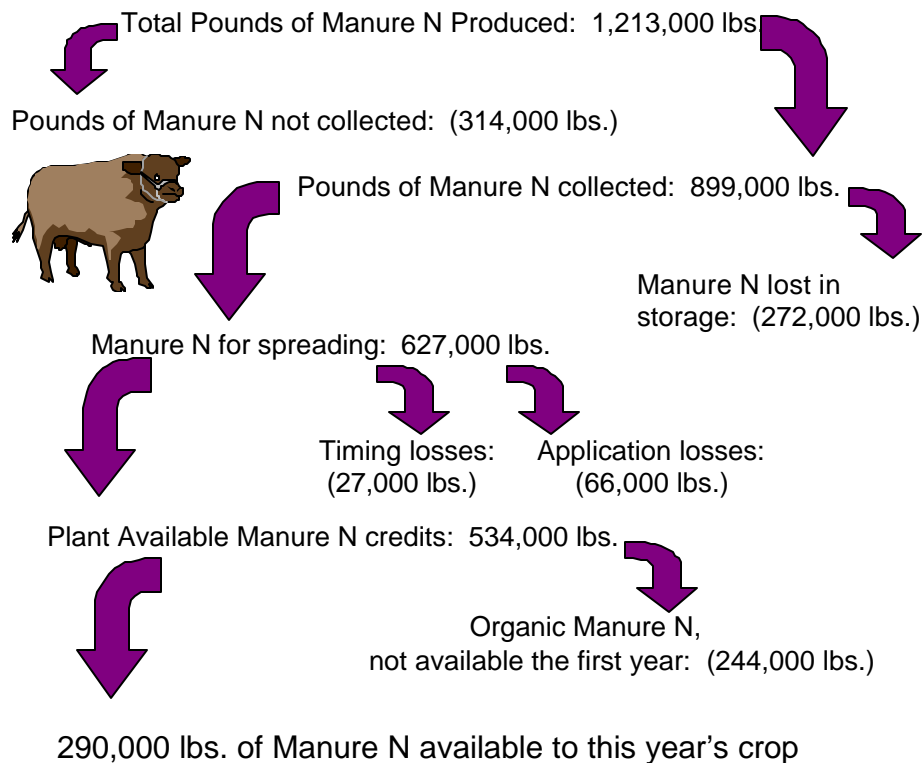 Total Pounds of Manure N Produced: 1,213,000 lbs.
Pounds of Manure N not collected: (314,000 lbs.)
Pounds of Manure N collected: 899,000 lbs.
Manure N lost in
storage: (272,000 lbs.)
Manure N for spreading: 627,000 lbs.
Timing losses:
(27,000 lbs.)
Application losses:
(66,000 lbs.)
Plant Available Manure N credits: 534,000 lbs.
Organic Manure N,
not available the first year: (244,000 lbs.)
290,000 lbs. of Manure N available to this year's crop